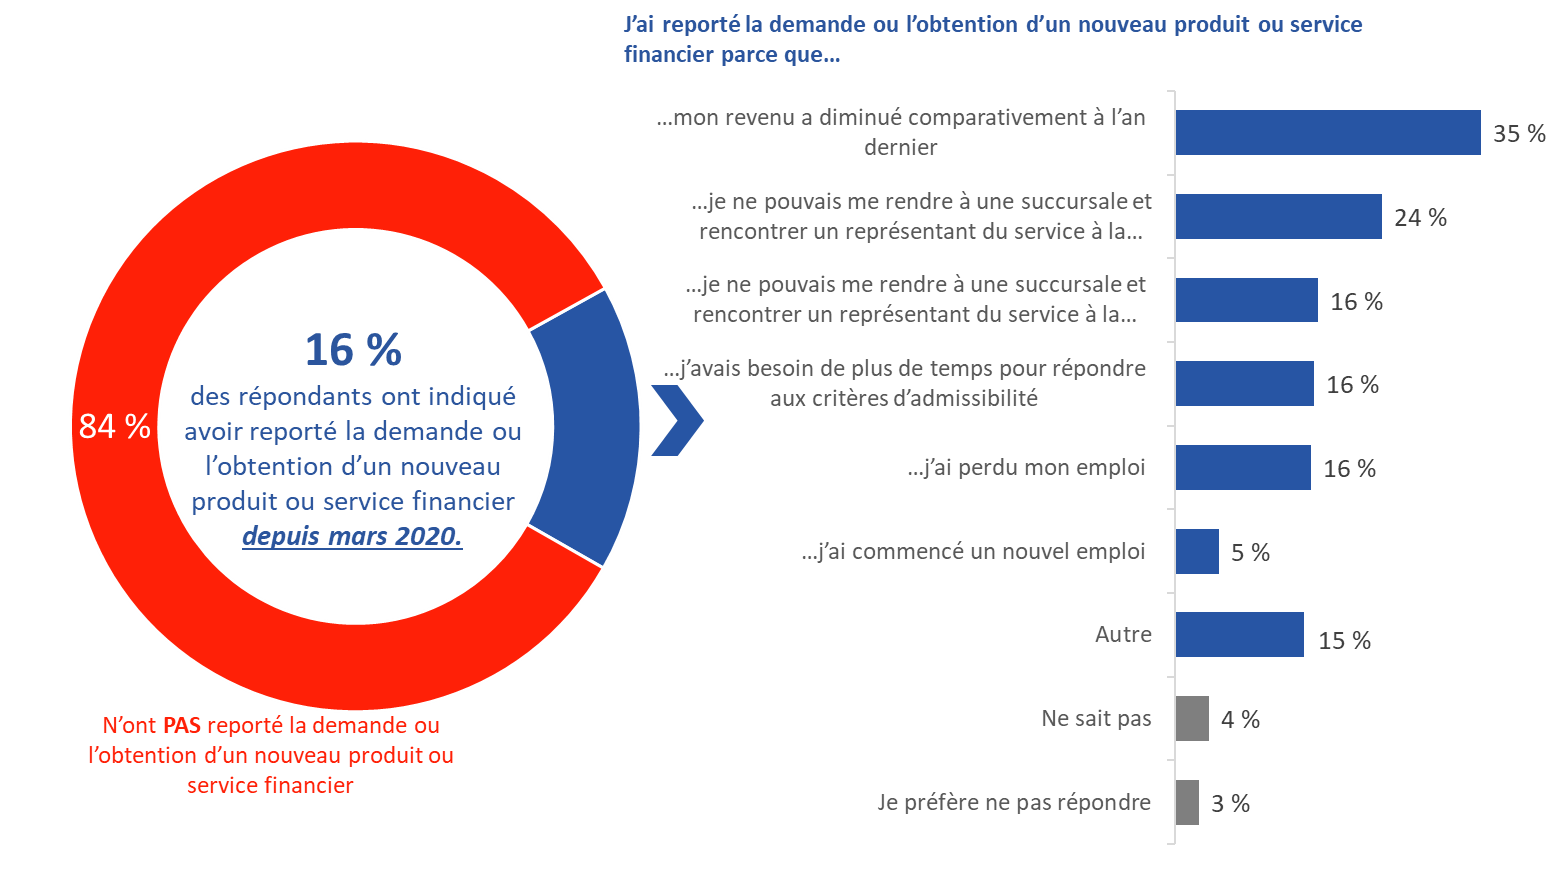 J’ai reporté la demande ou l’obtention d’un nouveau produit ou service
financier parce que…
16 %
des répondants ont indiqué
avoir reporté la demande ou
l’obtention d’un nouveau
produit ou service financier
depuis mars 2020.
84 %
N’ont PAS reporté la demande ou
l’obtention d’un nouveau produit ou
service financier
…mon revenu a diminué comparativement à l’an
dernier
35 %
…je ne pouvais me rendre à une succursale et
rencontrer un représentant du service à la…
24 %
…je ne pouvais me rendre à une succursale et
rencontrer un représentant du service à la…
16 %
…j’avais besoin de plus de temps pour répondre
aux critères d’admissibilité
16 %
…j’ai perdu mon emploi
16 %
…j’ai commencé un nouvel emploi
5 %
Autre
15 %
Ne sait pas
4 %
Je préfère ne pas répondre
3 %